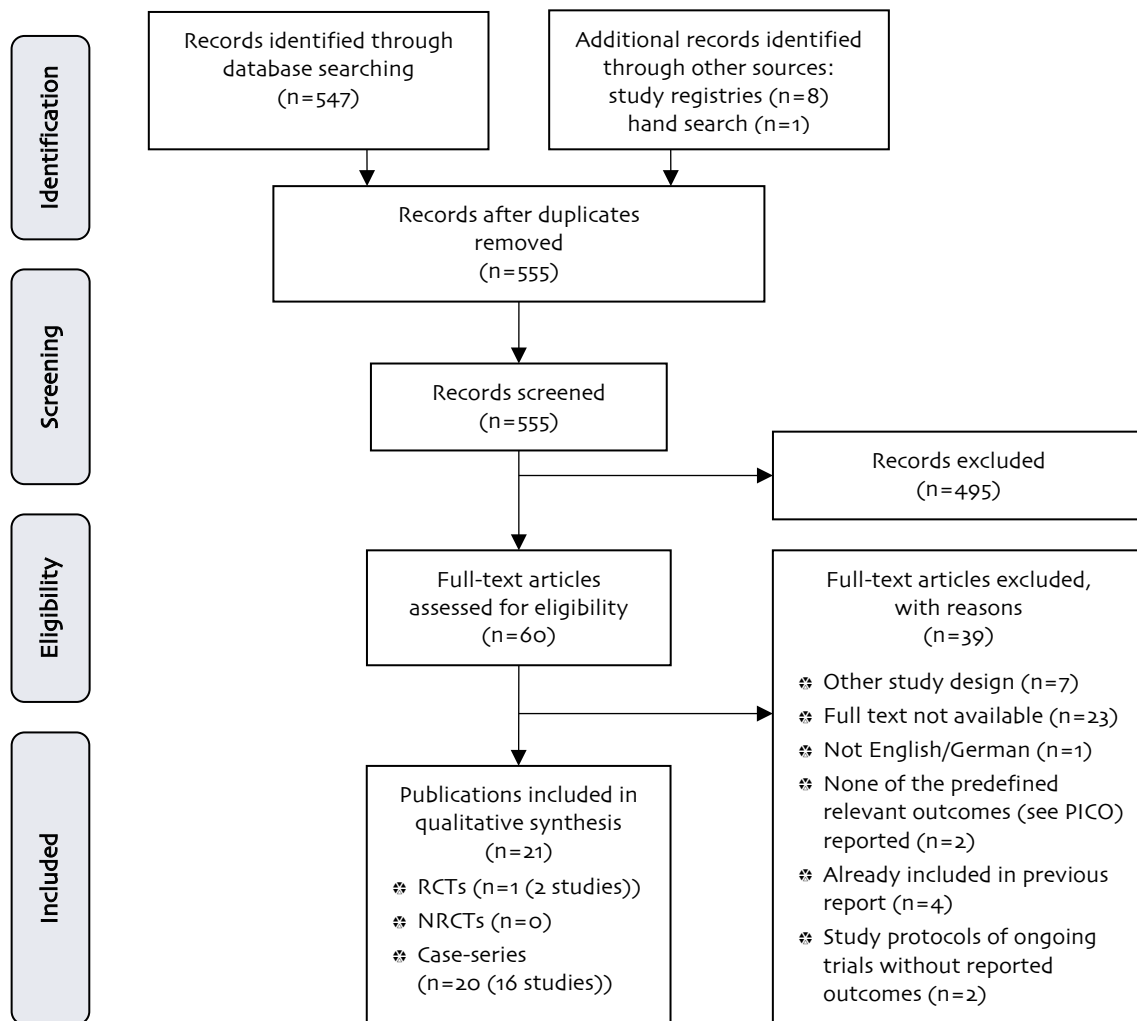 Identification
Records identified through
database searching
(n=547)
Additional records identified
through other sources:
study registries (n=8)
hand search (n=1)
Records after duplicates
removed
(n=555)
Screening
Records screened
(n=555)
Records excluded
(n=495)
Eligibility
Full-text articles
assessed for eligibility
(n=60)
Full-text articles excluded,
with reasons
(n=39)
Other study design (n=7)
Full text not available (n=23)
Not English/German (n=1)
None of the predefined
relevant outcomes (see PICO)
reported (n=2)
Already included in previous
report (n=4)
Study protocols of ongoing
trials without reported
outcomes (n=2)
Included
Publications included in
qualitative synthesis
(n=21)
RCTs (n=1 (2 studies))
NRCTs (n=0)
Case-series
(n=20 (16 studies))